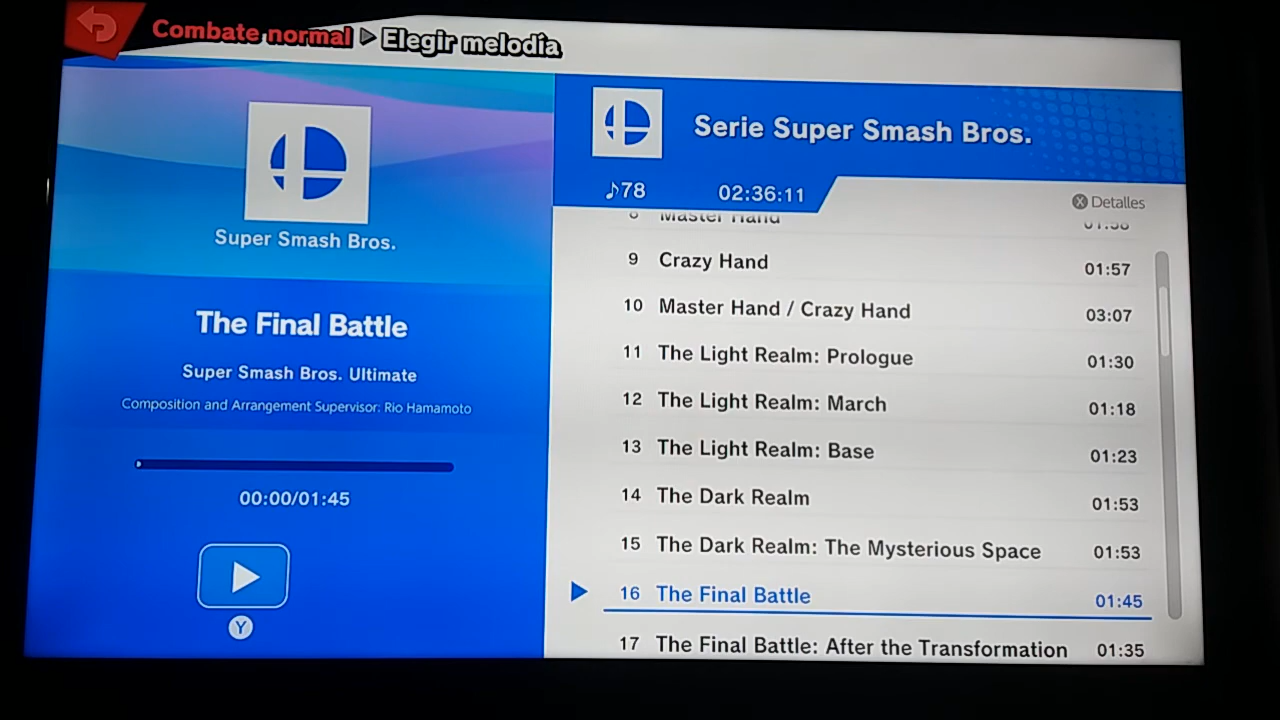 Combate normal ▷ Elegir melodía
Super Smash Bros.
The Final Battle
Super Smash Bros. Ultimate
Composition and Arrangement Supervisor: Rio Hamamoto
00:00/01:45
Y
Serie Super Smash Bros.
♪78 02:36:11
X Detalles
8 Master Hand 01:58
9 Crazy Hand 01:57
10 Master Hand / Crazy Hand 03:07
11 The Light Realm: Prologue 01:30
12 The Light Realm: March 01:18
13 The Light Realm: Base 01:23
14 The Dark Realm 01:53
15 The Dark Realm: The Mysterious Space 01:53
16 The Final Battle 01:45
17 The Final Battle: After the Transformation 01:35